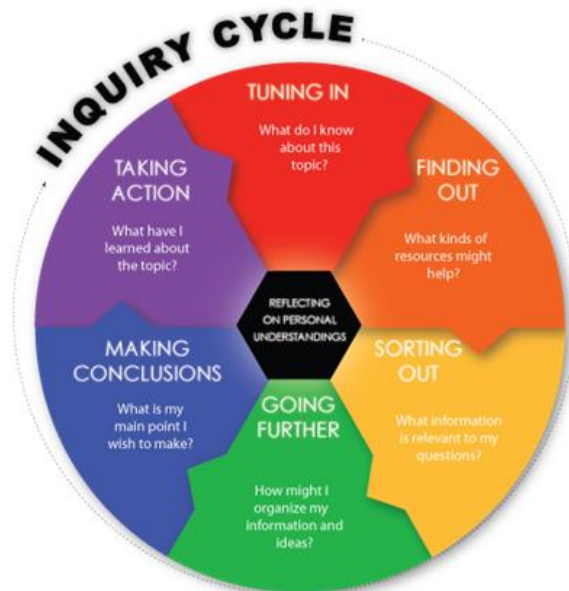 INQUIRY CYCLE
TUNING IN
What do I know
about this
topic?
FINDING
OUT
What kinds of
resources might
help?
SORTING
OUT
What information
is relevant to my
questions?
GOING
FURTHER
How might I
organize my
information and
ideas?
MAKING
CONCLUSIONS
What is my
main point I
wish to make?
TAKING
ACTION
What have I
learned about
the topic?
REFLECTING
ON PERSONAL
UNDERSTANDINGS